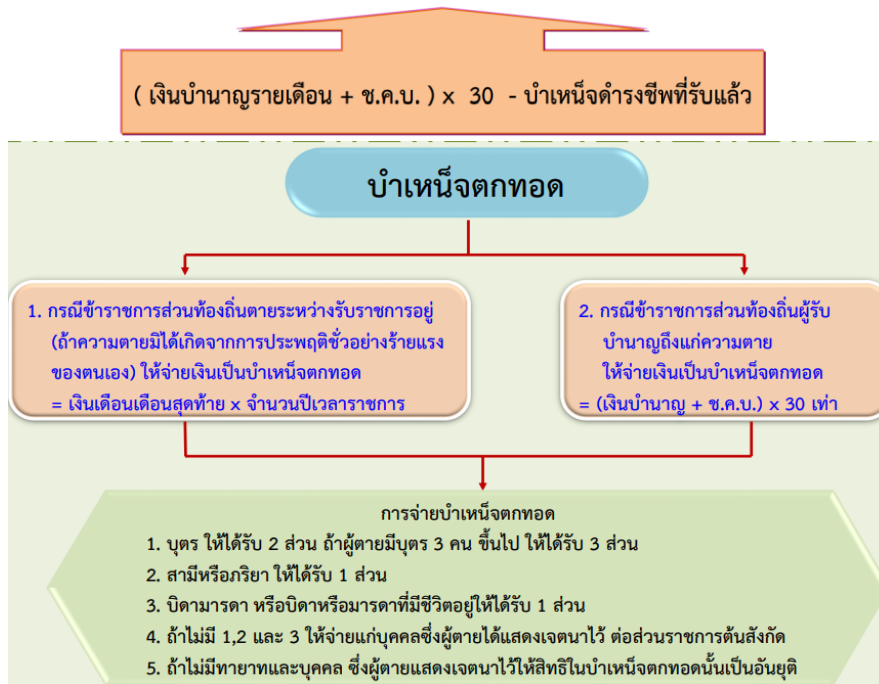 ( เงินบำนาญรายเดือน + ช.ค.บ. ) x 30 - บำเหน็จดำรงชีพที่รับแล้ว
บำเหน็จตกทอด
1. กรณีข้าราชการส่วนท้องถิ่นตายระหว่างรับราชการอยู่
(ถ้าความตายมิได้เกิดจากการประพฤติชั่วอย่างร้ายแรง
ของตนเอง) ให้จ่ายเงินเป็นบำเหน็จตกทอด
= เงินเดือนเดือนสุดท้าย x จำนวนปีเวลาราชการ
2. กรณีข้าราชการส่วนท้องถิ่นผู้รับ
บำนาญถึงแก่ความตาย
ให้จ่ายเงินเป็นบำเหน็จตกทอด
= (เงินบำนาญ + ช.ค.บ.) x 30 เท่า
การจ่ายบำเหน็จตกทอด
1. บุตร ให้ได้รับ 2 ส่วน ถ้าผู้ตายมีบุตร 3 คน ขึ้นไป ให้ได้รับ 3 ส่วน
2. สามีหรือภริยา ให้ได้รับ 1 ส่วน
3. บิดามารดา หรือบิดาหรือมารดาที่มีชีวิตอยู่ให้ได้รับ 1 ส่วน
4. ถ้าไม่มี 1,2 และ 3 ให้จ่ายแก่บุคคลซึ่งผู้ตายได้แสดงเจตนาไว้ ต่อส่วนราชการต้นสังกัด
5. ถ้าไม่มีทายาทและบุคคล ซึ่งผู้ตายแสดงเจตนาไว้ให้สิทธิในบำเหน็จตกทอดนั้นเป็นอันยุติ